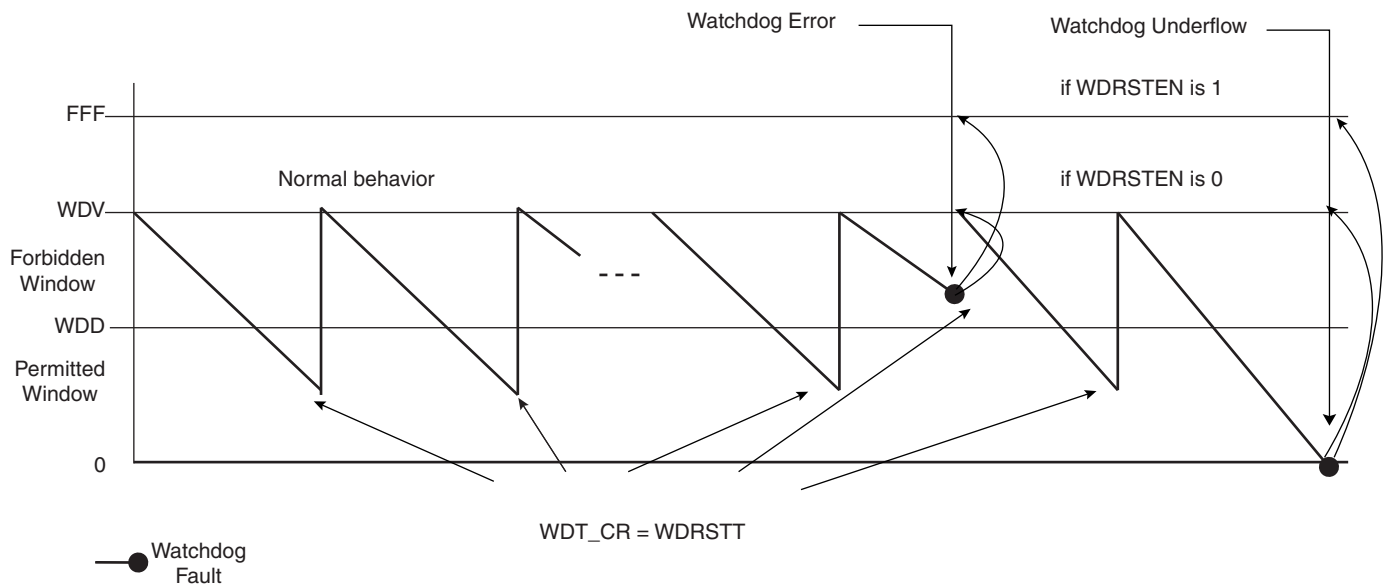 Watchdog Error
Watchdog Underflow
if WDRSTEN is 1
FFF
Normal behavior
if WDRSTEN is 0
WDV
Forbidden
Window
WDD
Permitted
Window
0
WDT_CR = WDRSTT
Watchdog
Fault